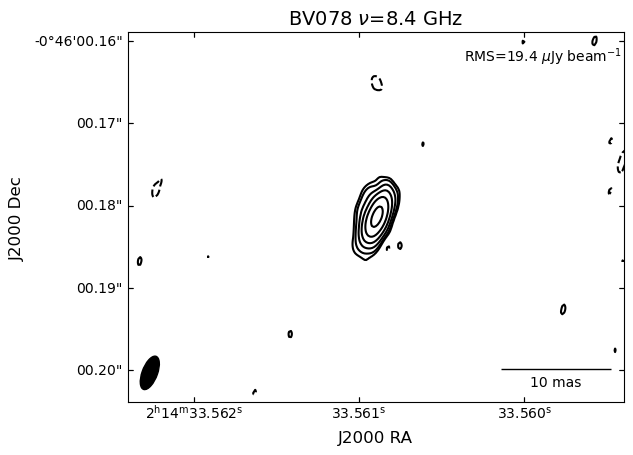 BV078 ν=8.4 GHz
-0°46'00.16"
RMS=19.4 μJy beam⁻¹
00.17"
00.18"
00.19"
00.20"
10 mas
2ʰ14ᵐ33.562ˢ
33.561ˢ
33.560ˢ
J2000 RA
J2000 Dec